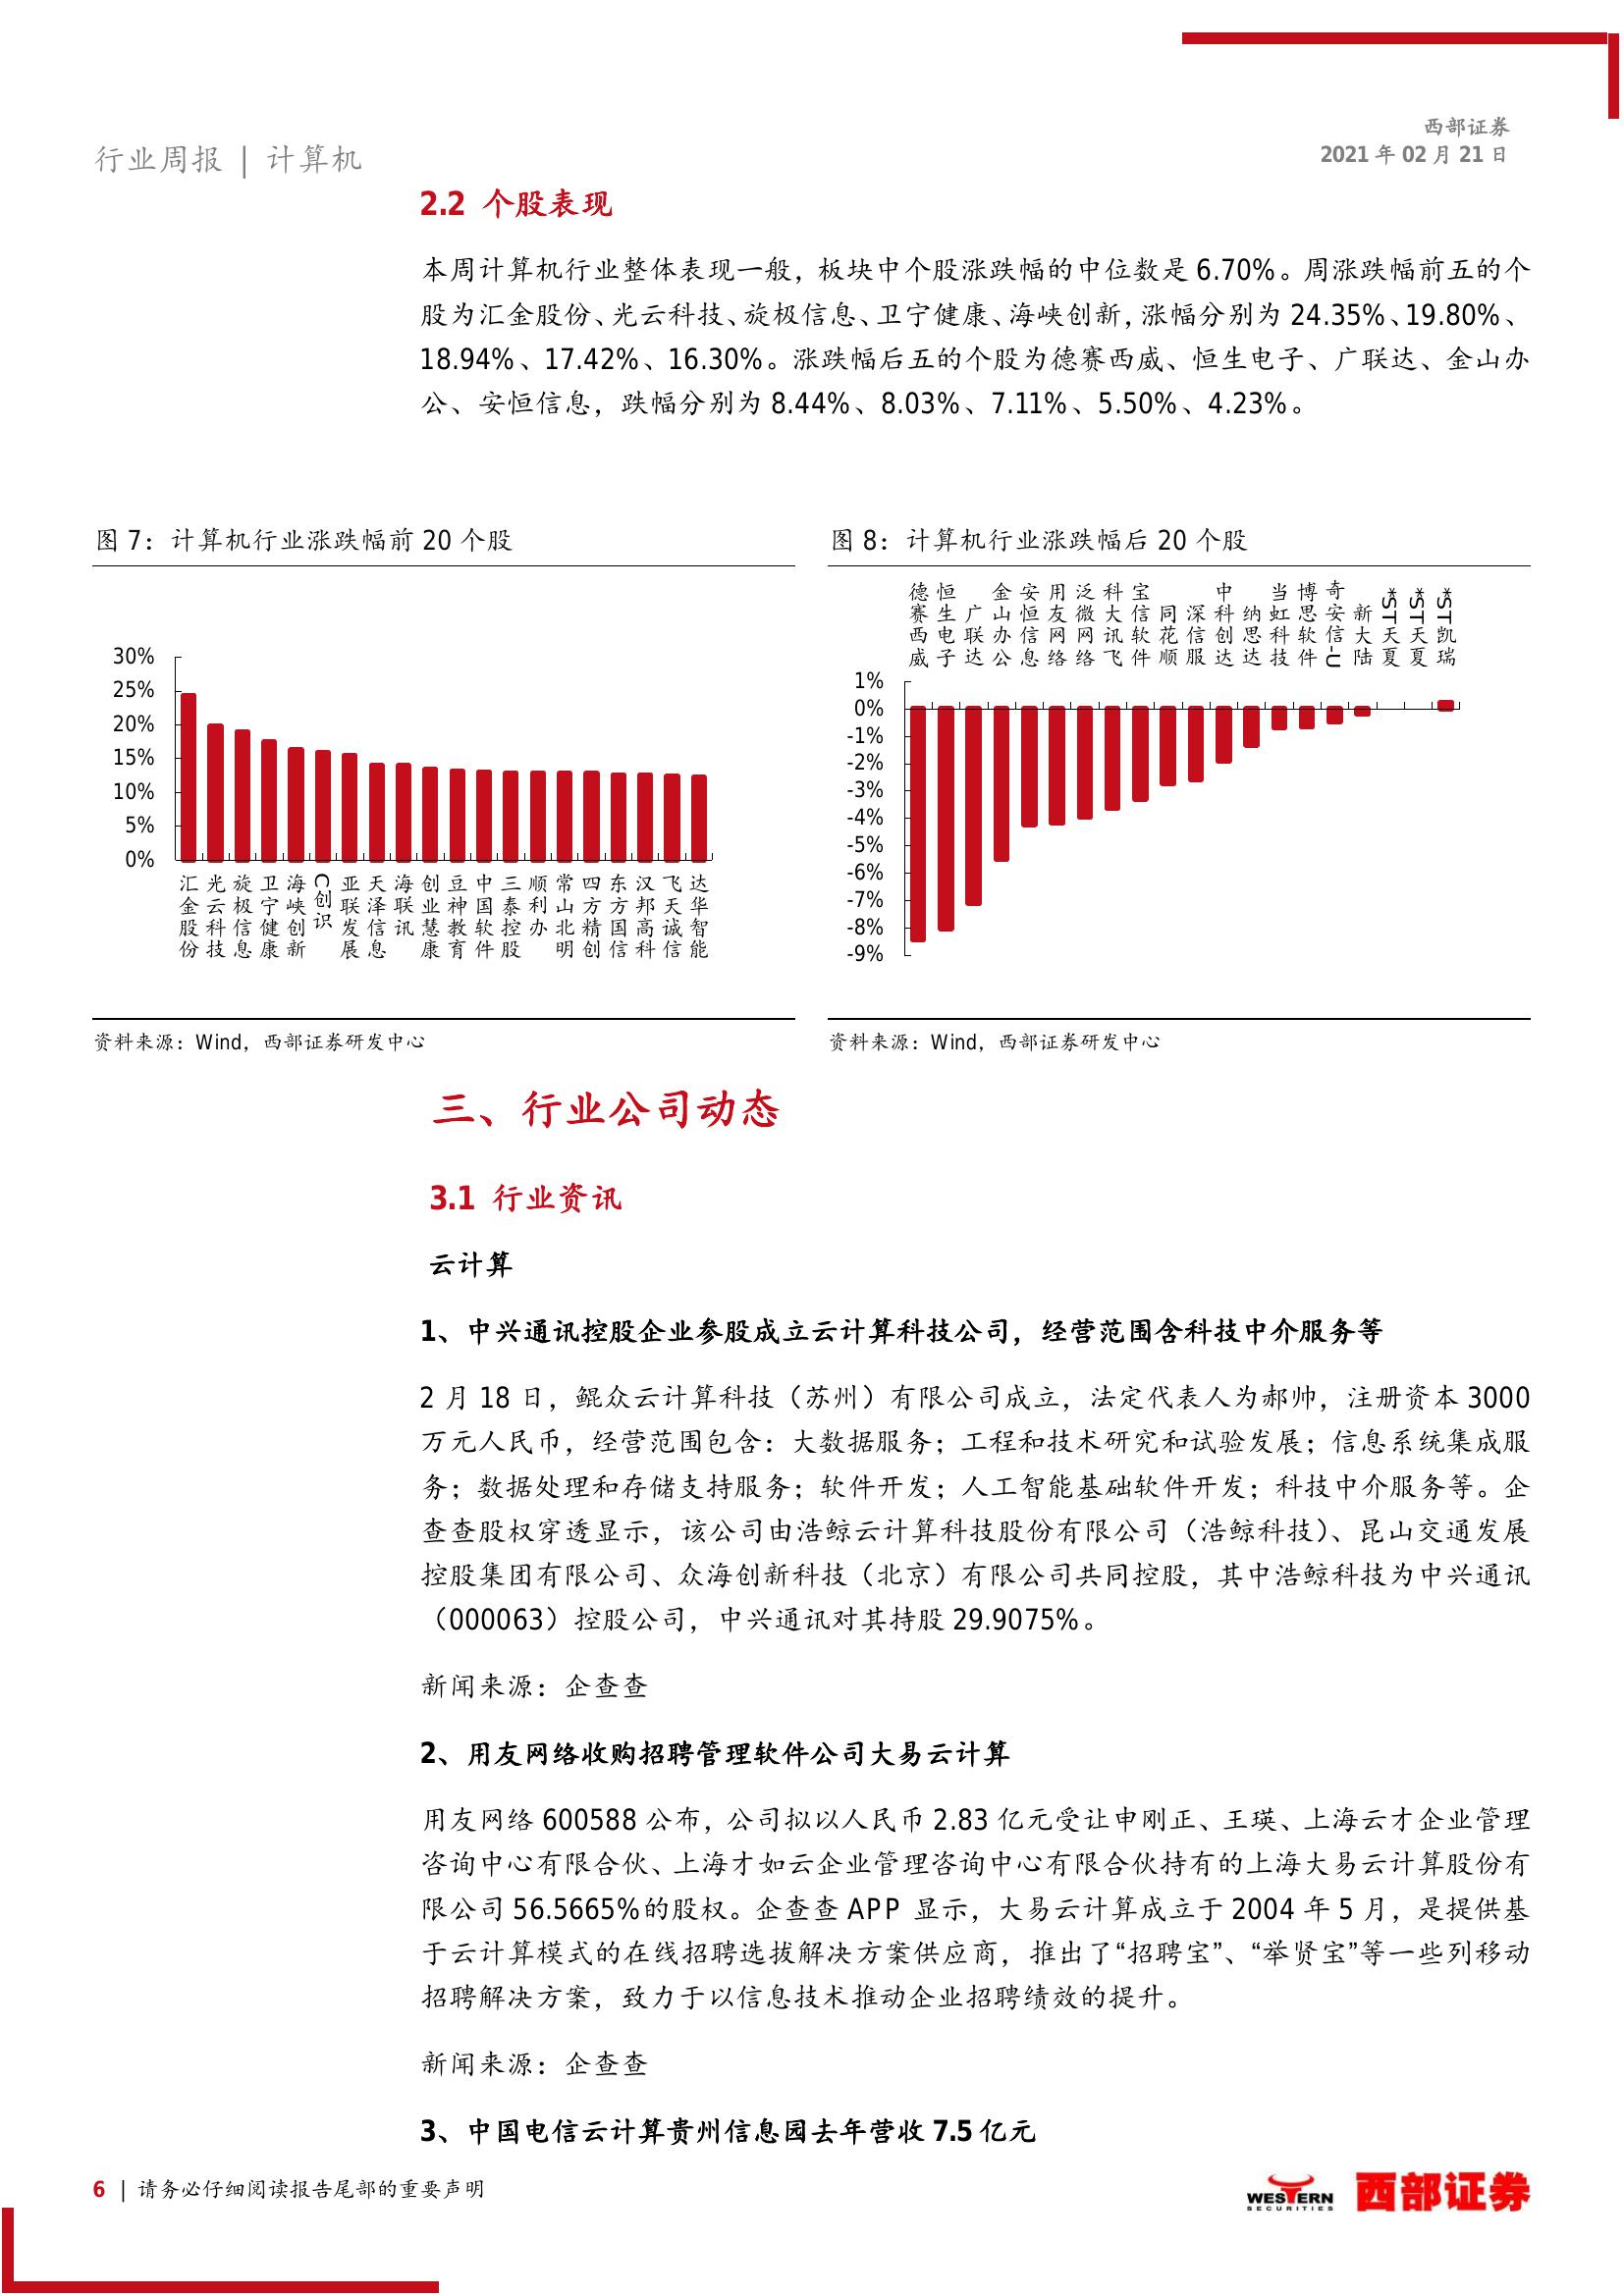 西部证券
2021 年 02 月 21 日
行业周报 | 计算机
2.2 个股表现
本周计算机行业整体表现一般，板块中个股涨跌幅的中位数是 6.70%。周涨跌幅前五的个
股为汇金股份、光云科技、旋极信息、卫宁健康、海峡创新，涨幅分别为 24.35%、19.80%、
18.94%、17.42%、16.30%。涨跌幅后五的个股为德赛西威、恒生电子、广联达、金山办
公、安恒信息，跌幅分别为 8.44%、8.03%、7.11%、5.50%、4.23%。
图 7：计算机行业涨跌幅前 20 个股
30%
25%
20%
15%
10%
5%
0%
汇金股份
光云科技
旋极信息
卫宁健康
海峡创新
C创识
亚联发展
天泽信息
海联讯
创业慧康
豆神教育
中国软件
三泰控股
顺利办
常山北明
四方精创
东方国信
汉邦高科
飞天诚信
达华智能
资料来源：Wind，西部证券研发中心
图 8：计算机行业涨跌幅后 20 个股
德赛西威
恒生电子
广联达
金山办公
安恒信息
用友网络
泛微网络
科大讯飞
宝信软件
同花顺
深信服
中科创达
纳思达
当虹科技
博思软件
奇安信-U
新大陆
*ST天夏
*ST天夏
*ST凯瑞
1%
0%
-1%
-2%
-3%
-4%
-5%
-6%
-7%
-8%
-9%
资料来源：Wind，西部证券研发中心
三、行业公司动态
3.1 行业资讯
云计算
1、中兴通讯控股企业参股成立云计算科技公司，经营范围含科技中介服务等
2 月 18 日，鲲众云计算科技（苏州）有限公司成立，法定代表人为郝帅，注册资本 3000
万元人民币，经营范围包含：大数据服务；工程和技术研究和试验发展；信息系统集成服
务；数据处理和存储支持服务；软件开发；人工智能基础软件开发；科技中介服务等。企
查查股权穿透显示，该公司由浩鲸云计算科技股份有限公司（浩鲸科技）、昆山交通发展
控股集团有限公司、众海创新科技（北京）有限公司共同控股，其中浩鲸科技为中兴通讯
（000063）控股公司，中兴通讯对其持股 29.9075%。
新闻来源：企查查
2、用友网络收购招聘管理软件公司大易云计算
用友网络 600588 公布，公司拟以人民币 2.83 亿元受让申刚正、王瑛、上海云才企业管理
咨询中心有限合伙、上海才如云企业管理咨询中心有限合伙持有的上海大易云计算股份有
限公司 56.5665%的股权。企查查 APP 显示，大易云计算成立于 2004 年 5 月，是提供基
于云计算模式的在线招聘选拔解决方案供应商，推出了“招聘宝”、“举贤宝”等一些列移动
招聘解决方案，致力于以信息技术推动企业招聘绩效的提升。
新闻来源：企查查
3、中国电信云计算贵州信息园去年营收 7.5 亿元
6 | 请务必仔细阅读报告尾部的重要声明
WESTERN
SECURITIES
西部证券